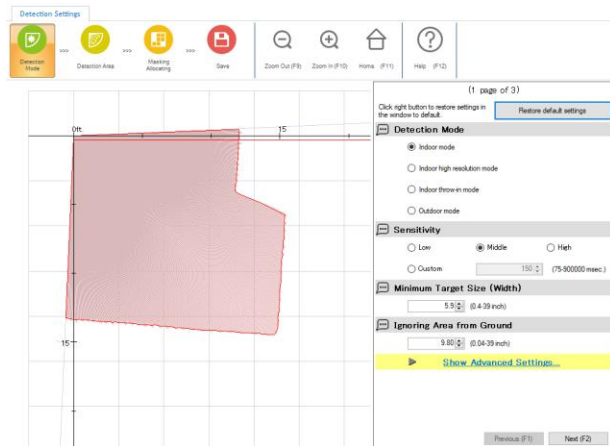 Detection Settings
Detection Mode
>>>
Detection Area
>>>
Masking Allocating
>>>
Save
Zoom Out (F9)
Zoom In (F10)
Home (F11)
Help (F12)
0ft.
15
15
(1 page of 3)
Click right button to restore settings in
the window to default.
Restore default settings
Detection Mode
Indoor mode
Indoor high resolution mode
Indoor throw-in mode
Outdoor mode
Sensitivity
Low
Middle
High
Custom
150
(75-900000 msec.)
Minimum Target Size (Width)
5.9
(0.4-39 inch)
Ignoring Area from Ground
9.80
(0.04-39 inch)
Show Advanced Settings...
Previous (F1)
Next (F2)